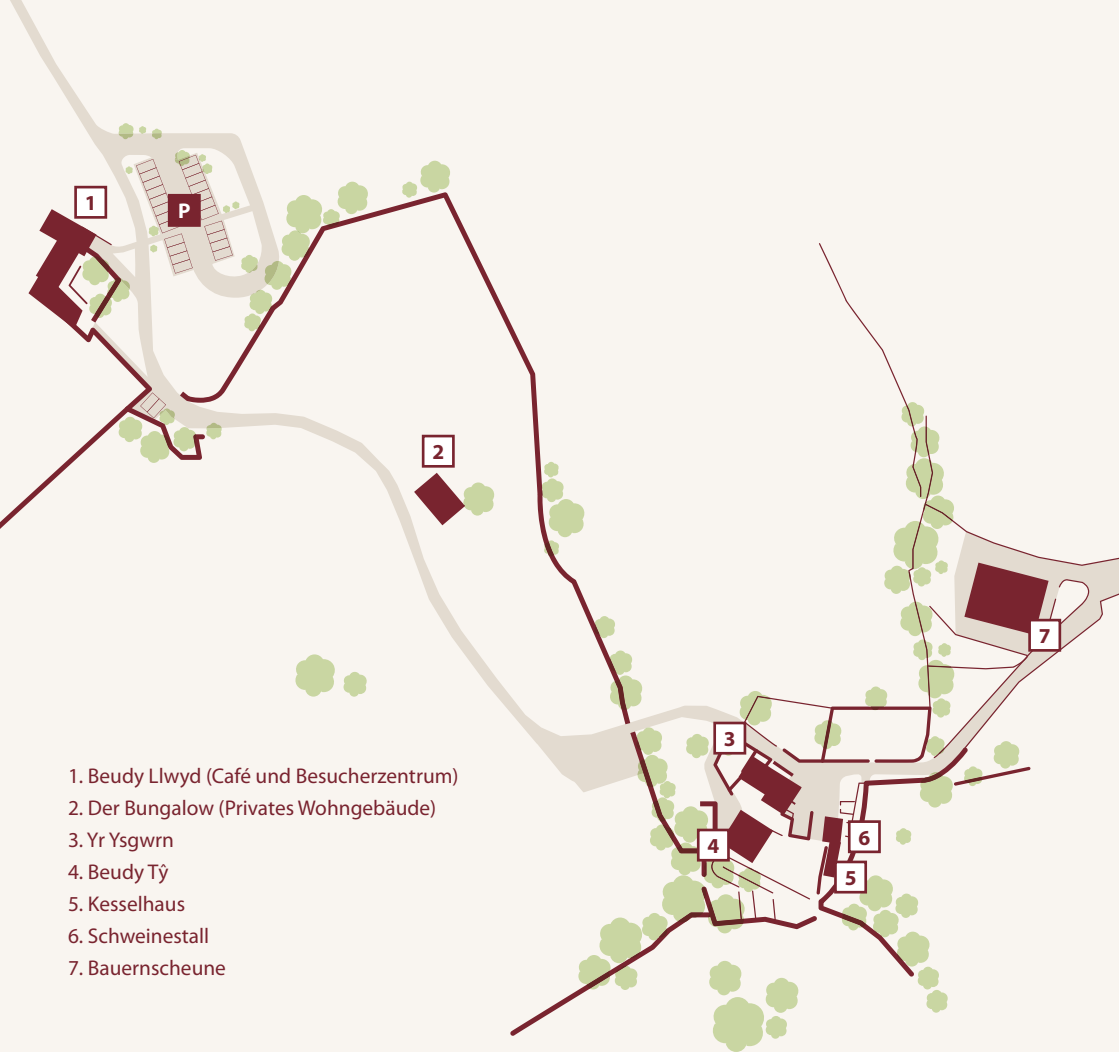 1
P
2
3
7
4
6
5
1. Beudy Llwyd (Café und Besucherzentrum)
2. Der Bungalow (Privates Wohngebäude)
3. Yr Ysgwrn
4. Beudy Tŷ
5. Kesselhaus
6. Schweinestall
7. Bauernscheune